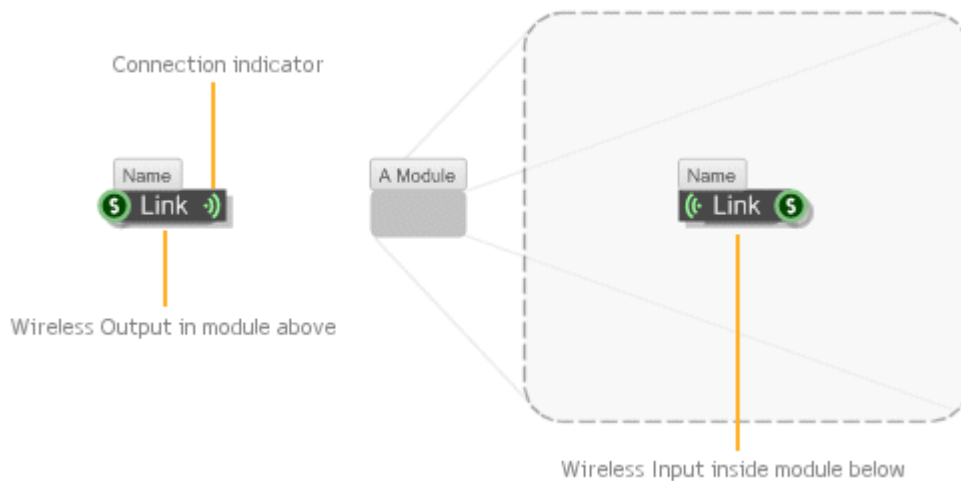 Connection indicator
Name
S Link
Wireless Output in module above
A Module
Name
Link S
Wireless Input inside module below